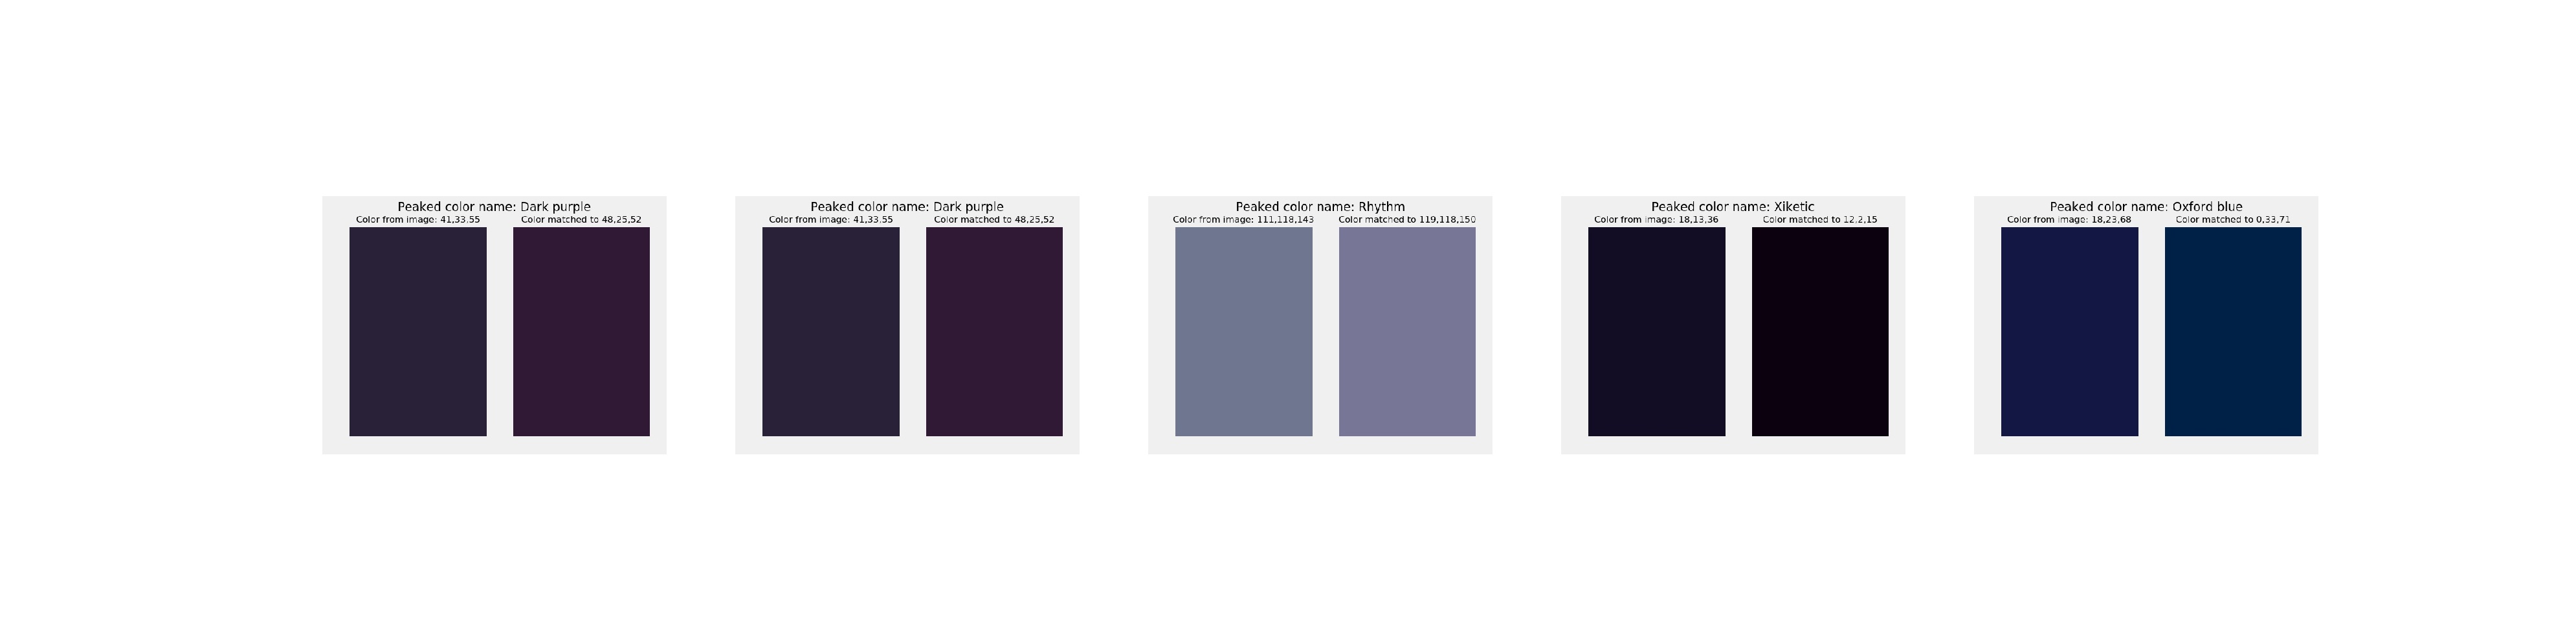 Peaked color name: Dark purple
Color from image: 41,33.55
Color matched to 48,25,52
Peaked color name: Dark purple
Color from image: 41,33.55
Color matched to 48,25,52
Peaked color name: Rhythm
Color from image: 111,118,143
Color matched to 119,118,150
Peaked color name: Xiketic
Color from image: 18,13,36
Color matched to 12,2,15
Peaked color name: Oxford blue
Color from image: 18,23,68
Color matched to 0,33,71